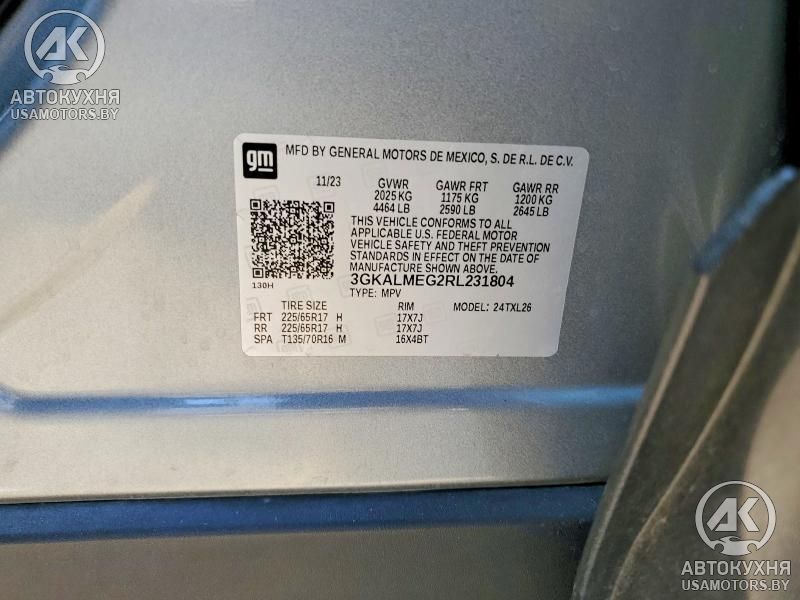 AK
АВТОКУХНЯ
USAMOTORS.BY
gm MFD BY GENERAL MOTORS DE MEXICO, S. DE R.L. DE C.V.
11/23 GVWR GAWR FRT GAWR RR
2025 KG 1175 KG 1200 KG
4464 LB 2590 LB 2645 LB
THIS VEHICLE CONFORMS TO ALL
APPLICABLE U.S. FEDERAL MOTOR
VEHICLE SAFETY AND THEFT PREVENTION
STANDARDS IN EFFECT ON THE DATE OF
MANUFACTURE SHOWN ABOVE.
130H 3GKALMEG2RL231804
TYPE: MPV
TIRE SIZE RIM MODEL: 24TXL26
FRT 225/65R17 H 17X7J
RR 225/65R17 H 17X7J
SPA T135/70R16 M 16X4BT
AK
АВТОКУХНЯ
USAMOTORS.BY